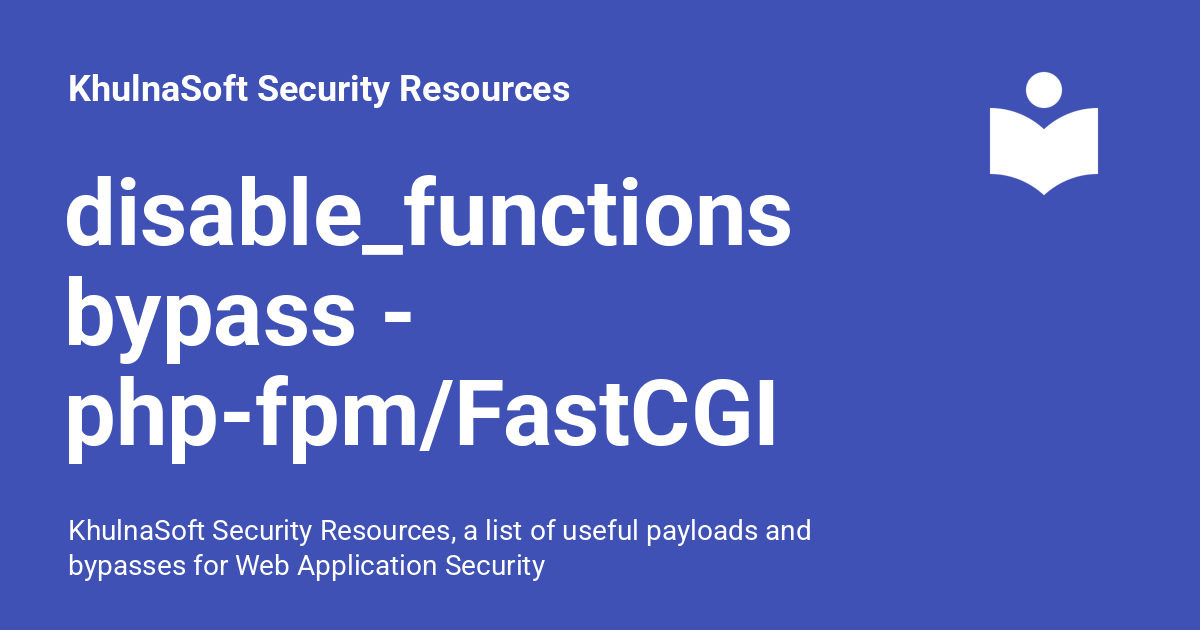 KhulnaSoft Security Resources
disable_functions
bypass -
php-fpm/FastCGI
KhulnaSoft Security Resources, a list of useful payloads and
bypasses for Web Application Security